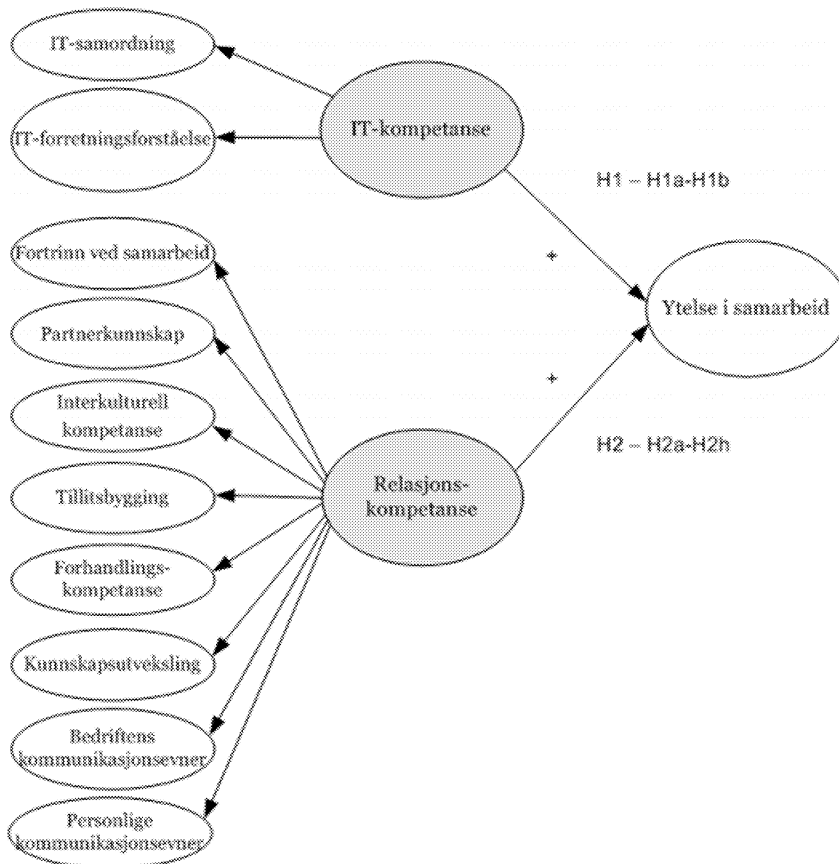 IT-samordning
IT-kompetanse
IT-forretningsforståelse
H1 – H1a-H1b
Fortrinn ved samarbeid
+
Ytelse i samarbeid
Partnerkunnskap
+
Interkulturell
kompetanse
H2 – H2a-H2h
Tillitsbygging
Relasjons-
kompetanse
Forhandlings-
kompetanse
Kunnskapsutveksling
Bedriftens
kommunikasjonsevner
Personlige
kommunikasjonsevner